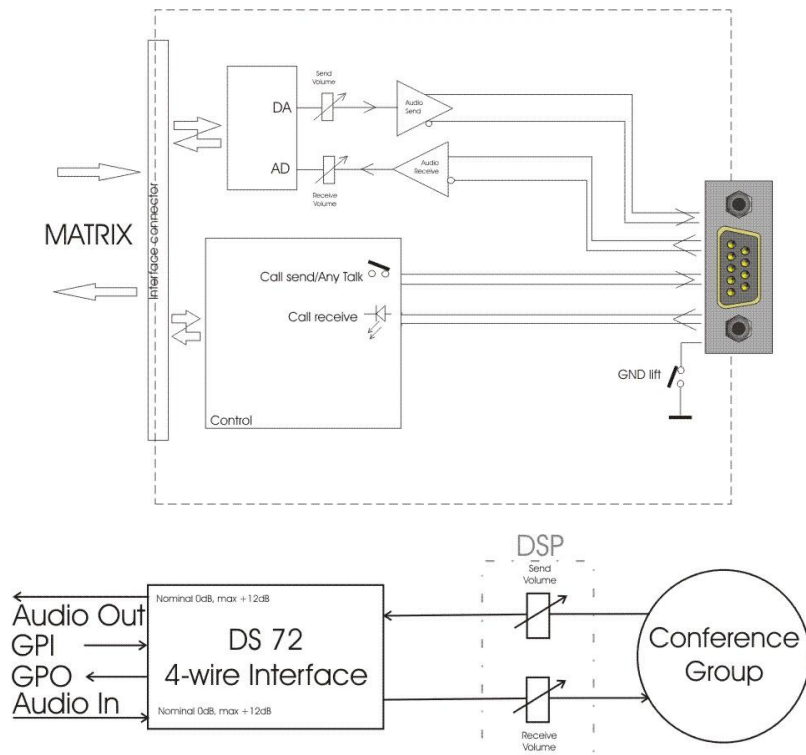 Send
Volume
DA
Audio
Send
AD
Audio
Receive
Receive
Volume
MATRIX
Interface connector
Call send/Any Talk
Call receive
GND lift
Control
DSP
Send
Volume
Nominal 0dB, max +12dB
Audio Out
GPI
GPO
Audio In
DS 72
4-wire Interface
Nominal 0dB, max +12dB
Conference
Group
Receive
Volume